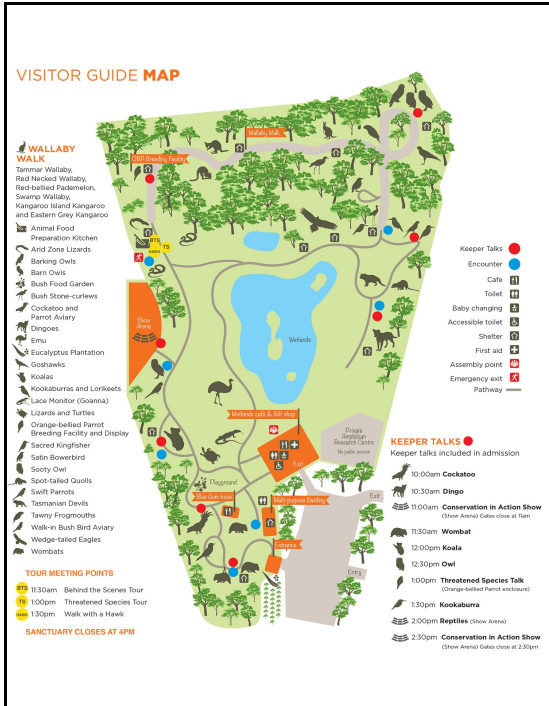 VISITOR GUIDE MAP
WALLABY
WALK
Tammar Wallaby,
Red Necked Wallaby,
Red-bellied Pademelon,
Swamp Wallaby,
Kangaroo Island Kangaroo
and Eastern Grey Kangaroo
Animal Food
Preparation Kitchen
Arid Zone Lizards
Barking Owls
Barn Owls
Bush Food Garden
Bush Stone-curlews
Cockatoo and
Parrot Aviary
Dingoes
Emu
Eucalyptus Plantation
Goshawks
Koalas
Kookaburras and Lorikeets
Lace Monitor (Goanna)
Lizards and Turtles
Orange-bellied Parrot
Breeding Facility and Display
Sacred Kingfisher
Satin Bowerbird
Sooty Owl
Spot-tailed Quolls
Swift Parrots
Tasmanian Devils
Tawny Frogmouths
Walk-in Bush Bird Aviary
Wedge-tailed Eagles
Wombats
TOUR MEETING POINTS
BTS 11:30am Behind the Scenes Tour
TS 1:00pm Threatened Species Tour
HAWK 1:30pm Walk with a Hawk
SANCTUARY CLOSES AT 4PM
Wallaby Walk
OBP Breeding Facility
BTS
TS
HAWK
Show
Arena
Wetlands
Wetlands café & Gift shop
Private
Amphibian
Research Centre
No public access
Exit
Playground
Blue Gum kiosk
Multi-purpose Building
Exit
Entrance
Entry
Keeper Talks
Encounter
Cafe
Toilet
Baby changing
Accessible toilet
Shelter
First aid
Assembly point
Emergency exit
Pathway
KEEPER TALKS
Keeper talks included in admission
10:00am Cockatoo
10:30am Dingo
11:00am Conservation in Action Show
(Show Arena) Gates close at 11am
11:30am Wombat
12:00pm Koala
12:30pm Owl
1:00pm Threatened Species Talk
(Orange-bellied Parrot enclosure)
1:30pm Kookaburra
2:00pm Reptiles (Show Arena)
2:30pm Conservation in Action Show
(Show Arena) Gates close at 2:30pm